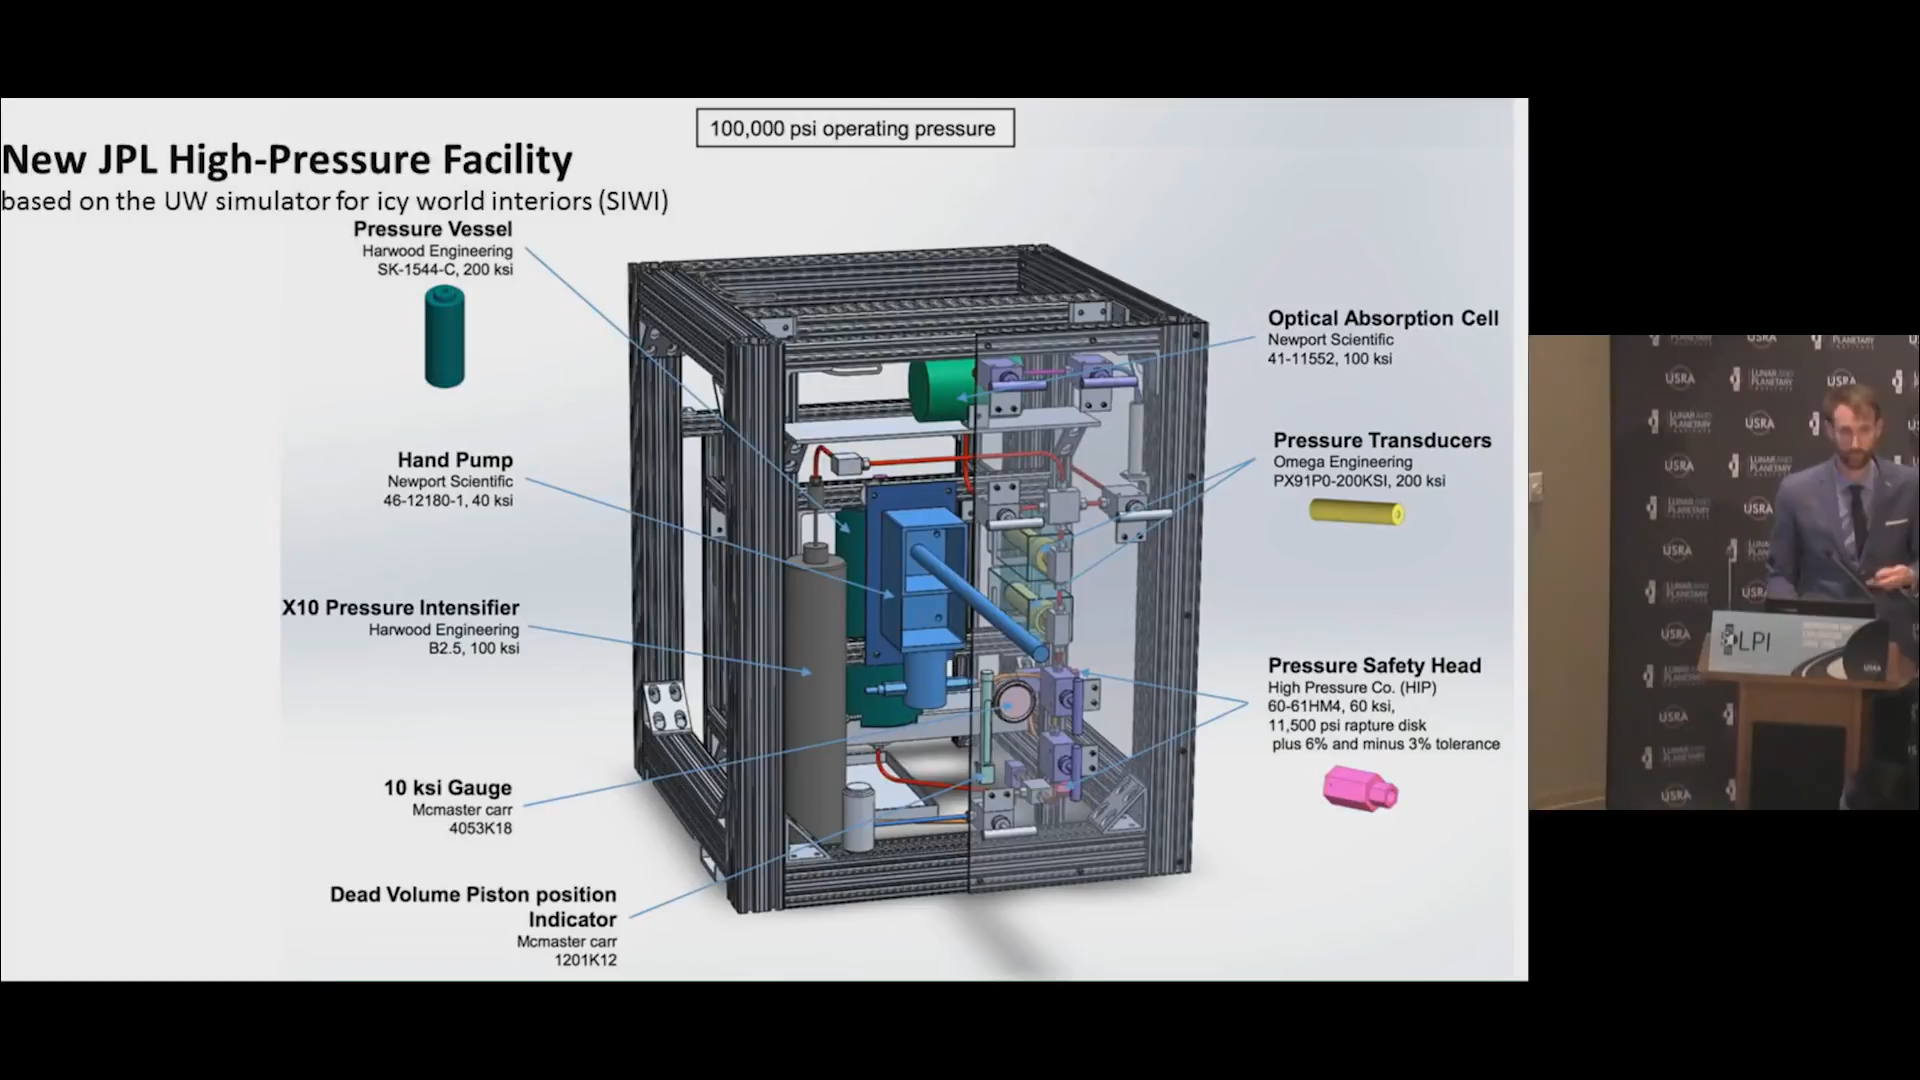 100,000 psi operating pressure
New JPL High-Pressure Facility
based on the UW simulator for icy world interiors (SIWI)
Pressure Vessel
Harwood Engineering
SK-1544-C, 200 ksi
Hand Pump
Newport Scientific
46-12180-1, 40 ksi
X10 Pressure Intensifier
Harwood Engineering
B2.5, 100 ksi
10 ksi Gauge
Mcmaster carr
4053K18
Dead Volume Piston position
Indicator
Mcmaster carr
1201K12
Optical Absorption Cell
Newport Scientific
41-11552, 100 ksi
Pressure Transducers
Omega Engineering
PX91P0-200KSI, 200 ksi
Pressure Safety Head
High Pressure Co. (HIP)
60-61HM4, 60 ksi,
11,500 psi rapture disk
plus 6% and minus 3% tolerance
USRA
LUNAR AND
PLANETARY
INSTITUTE
LPI
USRA